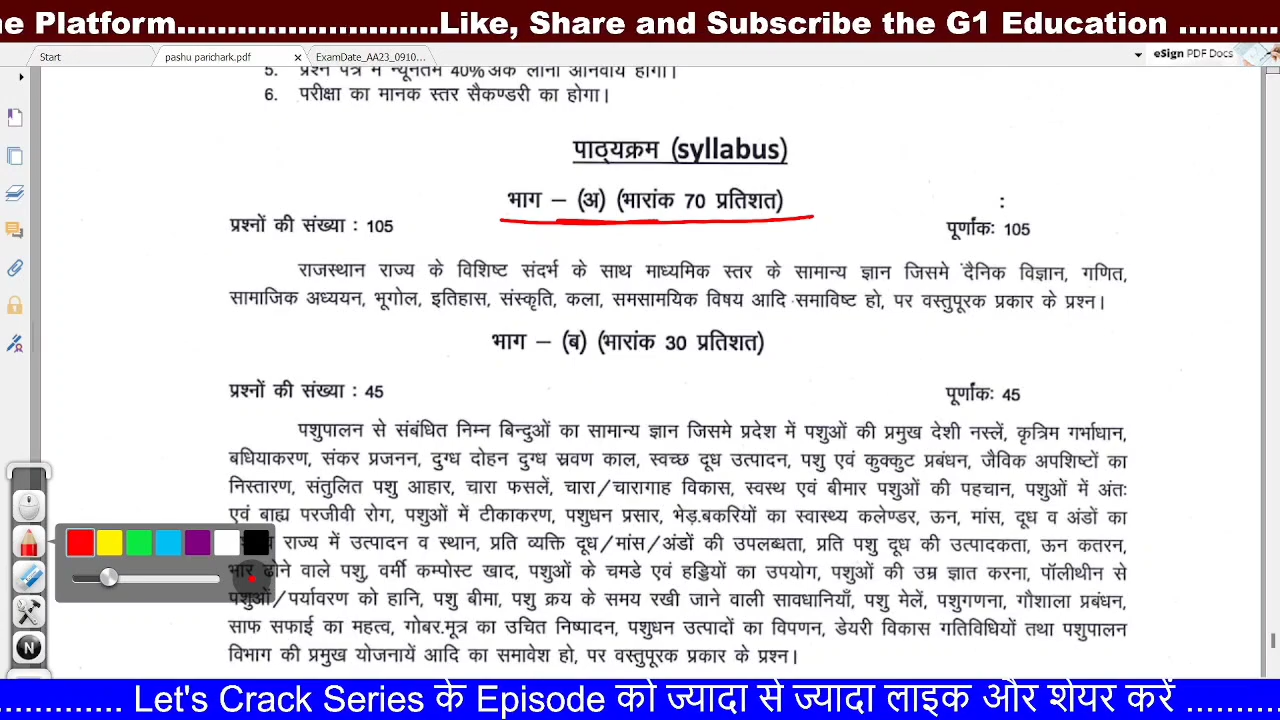 he Platform..............................Like, Share and Subscribe the G1 Education ............
Start pashu parichark.pdf × ExamDate_AA23_0910... eSign PDF Docs
5. प्रश्न पत्र में न्यूनतम 40% अंक लाना अनिवार्य होगा।
6. परीक्षा का मानक स्तर सैकण्डरी का होगा।
पाठ्यक्रम (syllabus)
भाग – (अ) (भारांक 70 प्रतिशत) :
प्रश्नों की संख्या : 105 पूर्णांकः 105
राजस्थान राज्य के विशिष्ट संदर्भ के साथ माध्यमिक स्तर के सामान्य ज्ञान जिसमे दैनिक विज्ञान, गणित,
सामाजिक अध्ययन, भूगोल, इतिहास, संस्कृति, कला, समसामयिक विषय आदि समाविष्ट हो, पर वस्तुपूरक प्रकार के प्रश्न।
भाग – (ब) (भारांक 30 प्रतिशत)
प्रश्नों की संख्या : 45 पूर्णांकः 45
पशुपालन से संबंधित निम्न बिन्दुओं का सामान्य ज्ञान जिसमे प्रदेश में पशुओं की प्रमुख देशी नस्लें, कृत्रिम गर्भाधान,
बधियाकरण, संकर प्रजनन, दुग्ध दोहन दुग्ध स्रवण काल, स्वच्छ दूध उत्पादन, पशु एवं कुक्कुट प्रबंधन, जैविक अपशिष्टों का
निस्तारण, संतुलित पशु आहार, चारा फसलें, चारा/चारागाह विकास, स्वस्थ एवं बीमार पशुओं की पहचान, पशुओं में अंतः
एवं बाह्य परजीवी रोग, पशुओं में टीकाकरण, पशुधन प्रसार, भेड़.बकरियों का स्वास्थ्य कलेण्डर, ऊन, मांस, दूध व अंडों का
राज्य में उत्पादन व स्थान, प्रति व्यक्ति दूध/मांस/अंडों की उपलब्धता, प्रति पशु दूध की उत्पादकता, ऊन कतरन,
भार ढोने वाले पशु, वर्मी कम्पोस्ट खाद, पशुओं के चमडे एवं हड्डियों का उपयोग, पशुओं की उम्र ज्ञात करना, पॉलीथीन से
पशुओं/पर्यावरण को हानि, पशु बीमा, पशु क्रय के समय रखी जाने वाली सावधानियाँ, पशु मेलें, पशुगणना, गौशाला प्रबंधन,
साफ सफाई का महत्व, गोबर.मूत्र का उचित निष्पादन, पशुधन उत्पादों का विपणन, डेयरी विकास गतिविधियों तथा पशुपालन
विभाग की प्रमुख योजनायें आदि का समावेश हो, पर वस्तुपूरक प्रकार के प्रश्न।
N
............. Let's Crack Series के Episode को ज्यादा से ज्यादा लाइक और शेयर करें ...........